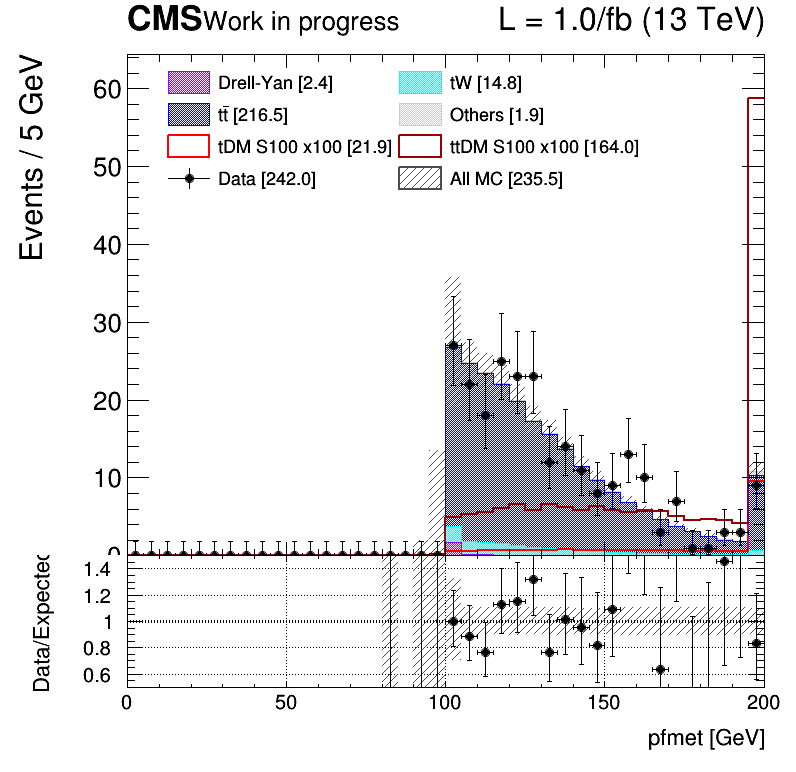 CMS Work in progress L = 1.0/fb (13 TeV)
Events / 5 GeV
60
50
40
30
20
10
0
Drell-Yan [2.4] tW [14.8]
tt̄ [216.5] Others [1.9]
tDM S100 x100 [21.9] ttDM S100 x100 [164.0]
Data [242.0] All MC [235.5]
Data/Expected
1.4
1.2
1
0.8
0.6
0 50 100 150 200
pfmet [GeV]